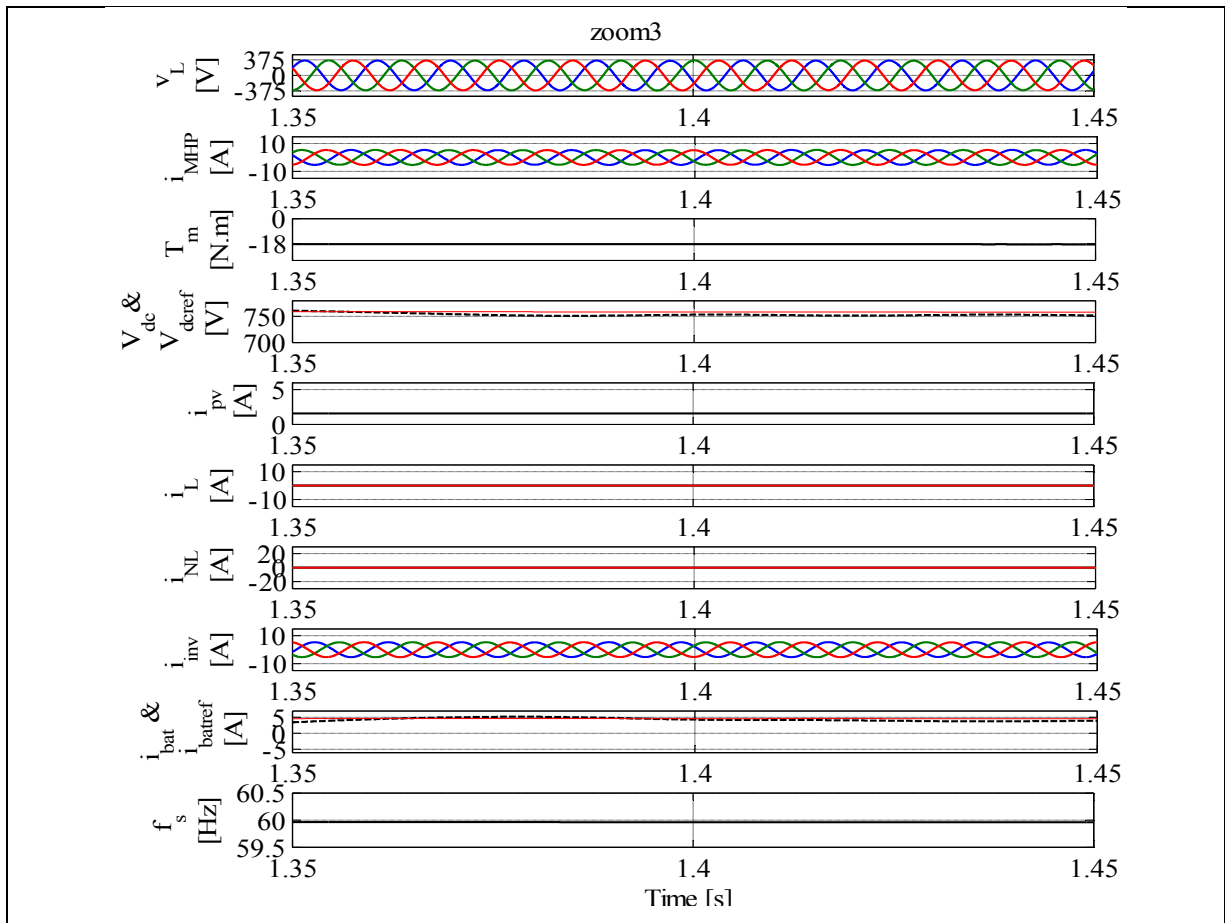 zoom3
v_L [V]
375
0
-375
1.35 1.4 1.45
i_MHP [A]
10
-10
1.35 1.4 1.45
T_m [N.m]
0
-18
1.35 1.4 1.45
V_dc & V_dcref [V]
750
700
1.35 1.4 1.45
i_pv [A]
5
0
1.35 1.4 1.45
i_L [A]
10
-10
1.35 1.4 1.45
i_NL [A]
20
0
-20
1.35 1.4 1.45
i_inv [A]
10
-10
1.35 1.4 1.45
i_bat & i_batref [A]
5
0
-5
1.35 1.4 1.45
f_s [Hz]
60.5
60
59.5
1.35 1.4 1.45
Time [s]